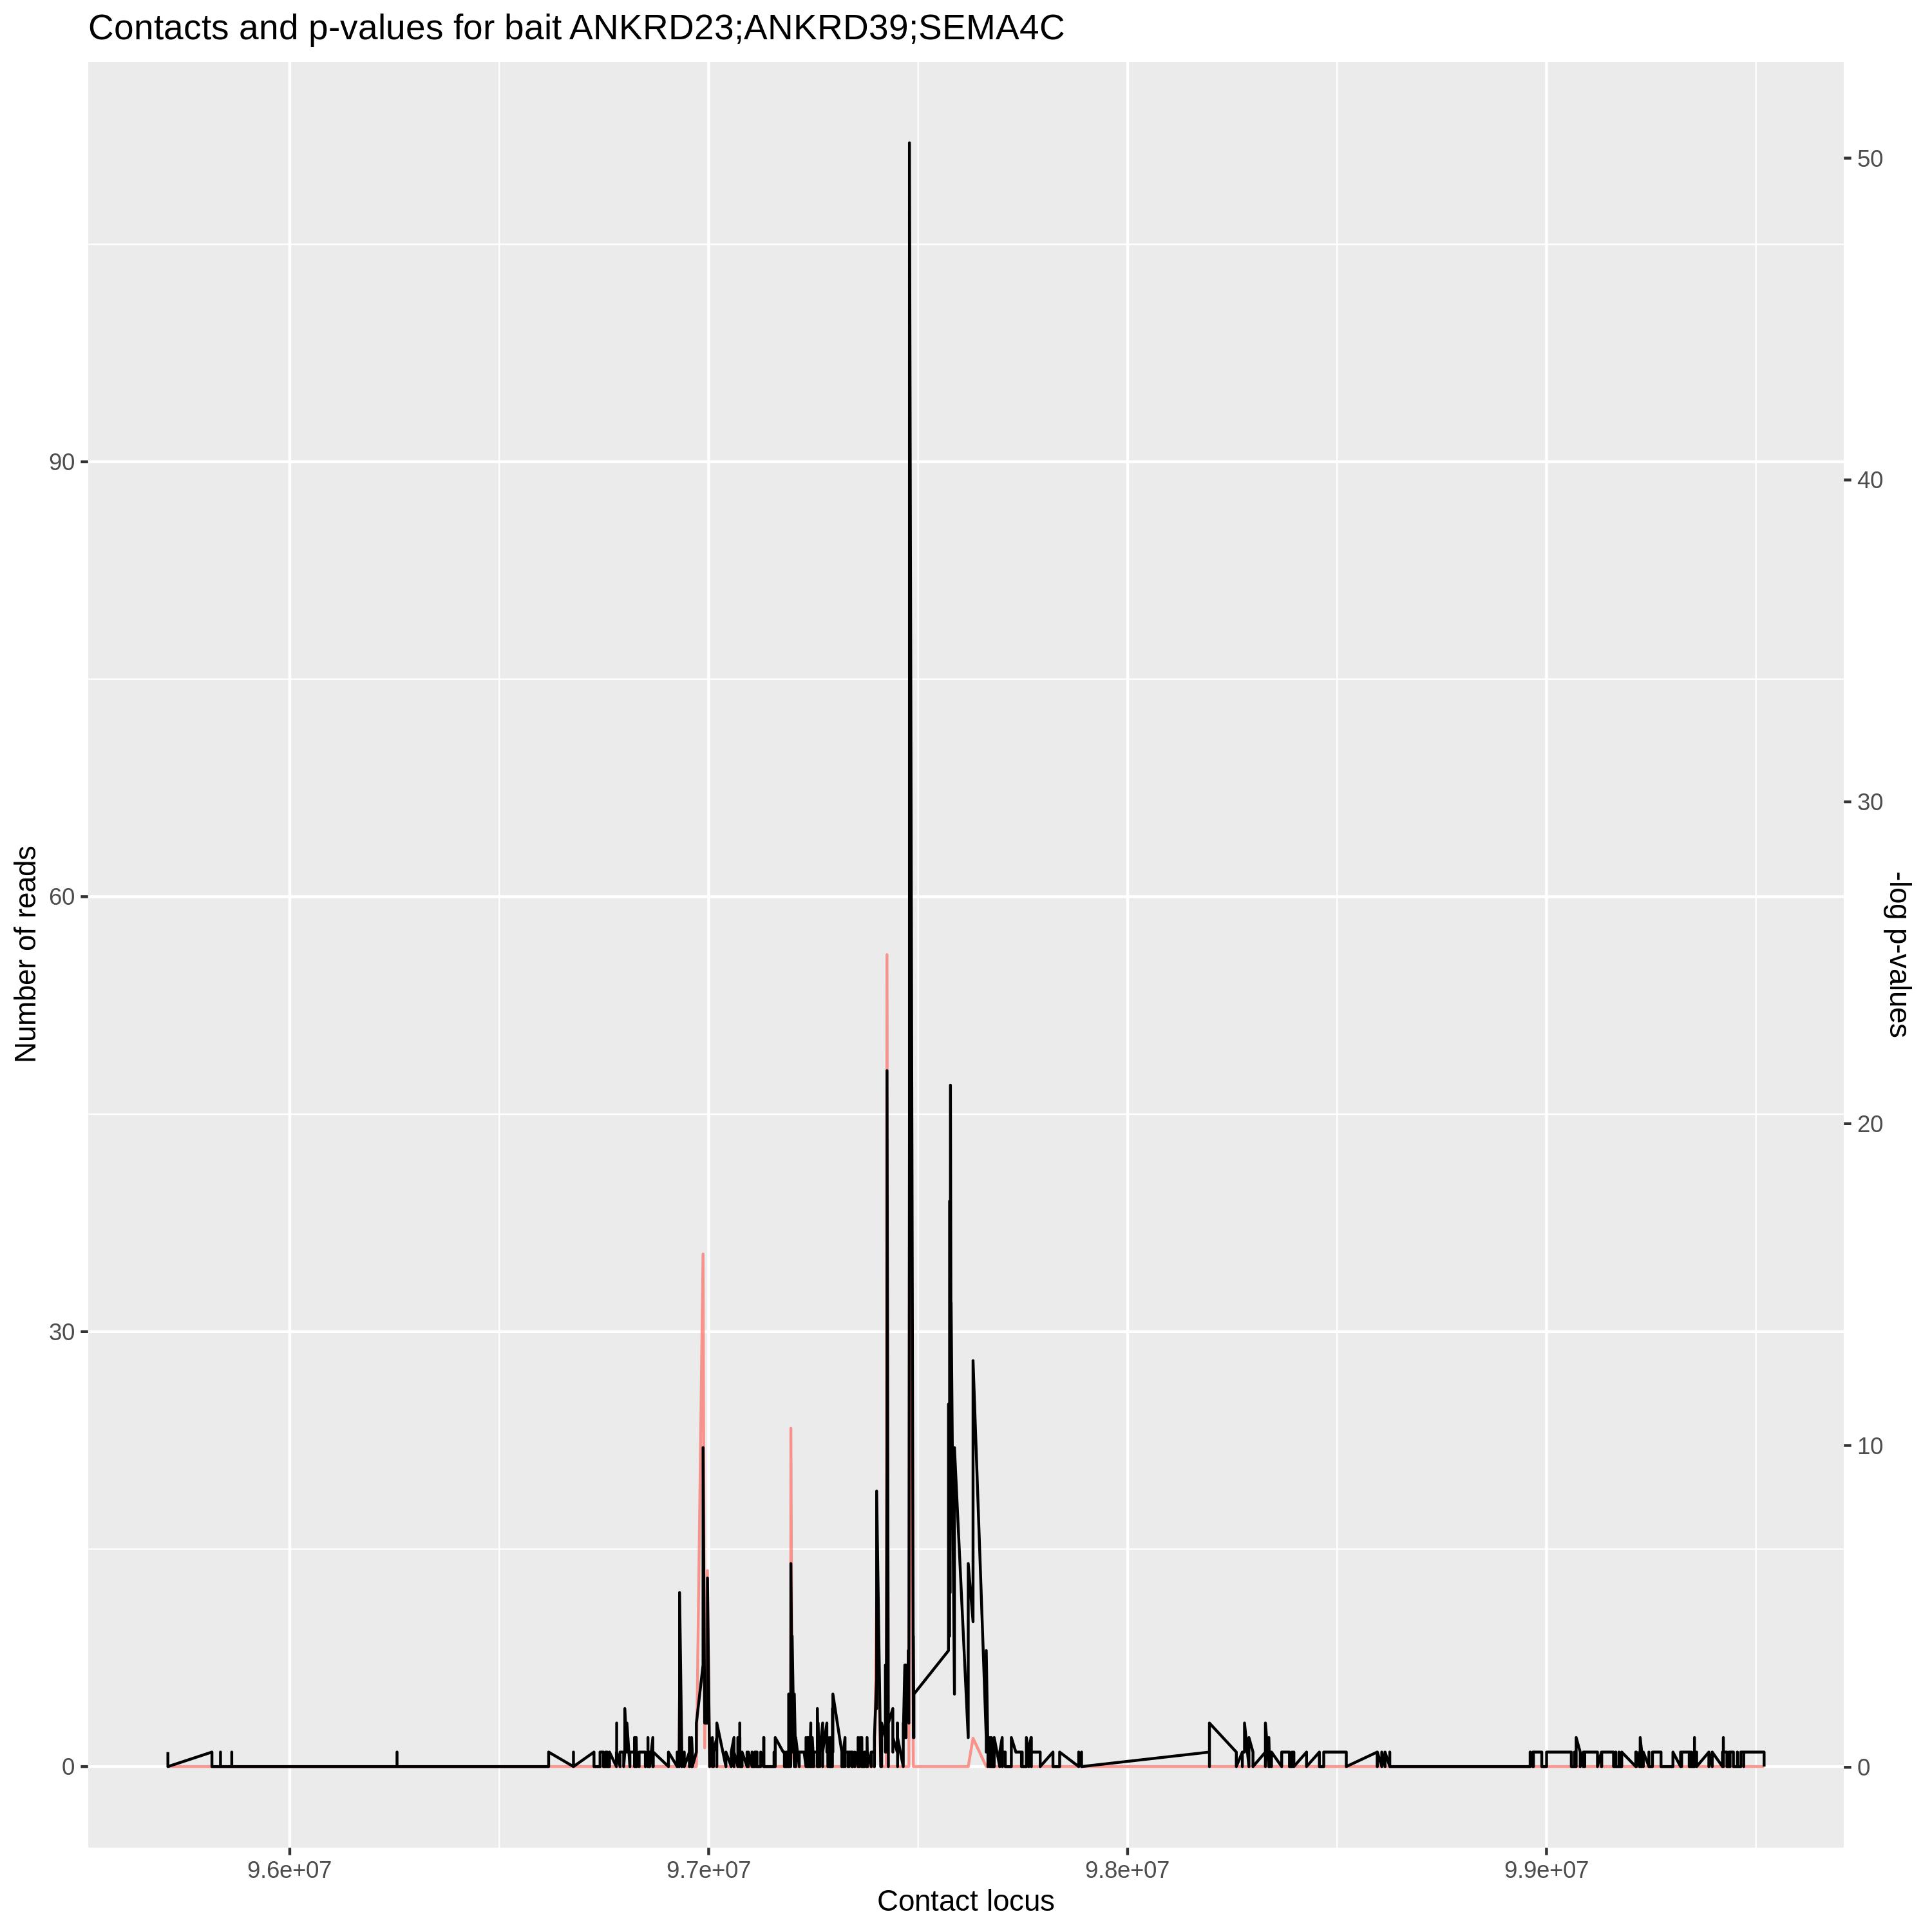 Contacts and p-values for bait ANKRD23;ANKRD39;SEMA4C
Number of reads
90
60
30
0
50
40
30
20
10
0
-log p-values
9.6e+07 9.7e+07 9.8e+07 9.9e+07
Contact locus